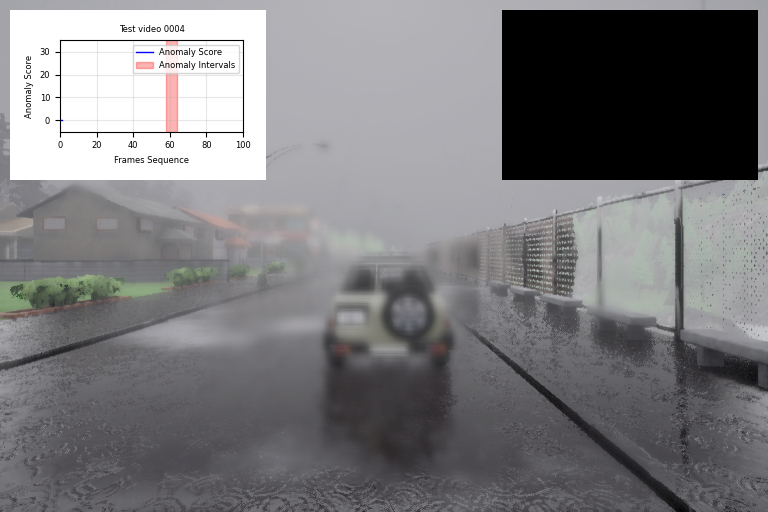 Test video 0004
Anomaly Score
30
20
10
0
Anomaly Score
Anomaly Intervals
0 20 40 60 80 100
Frames Sequence